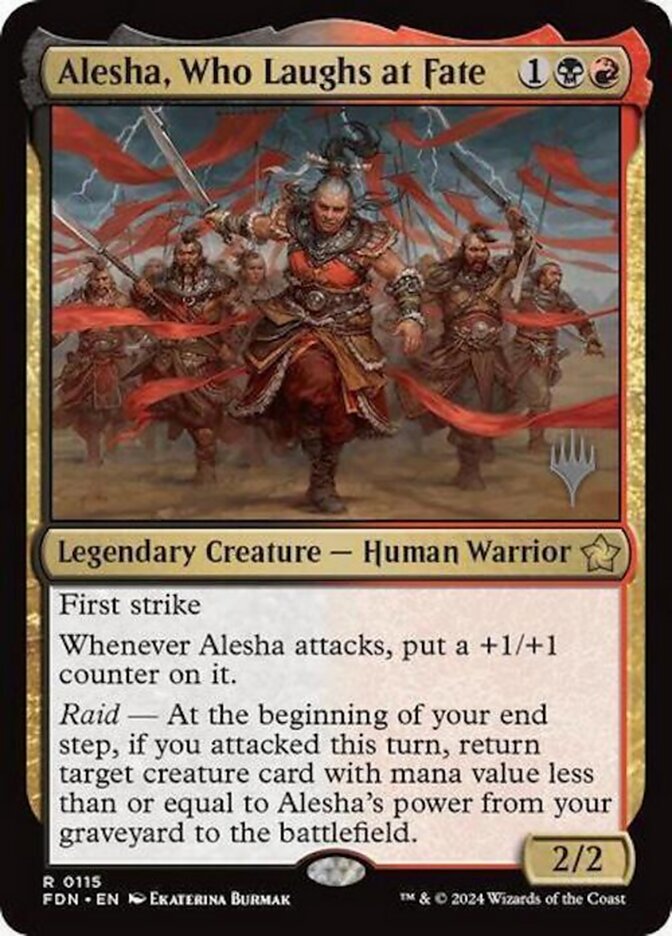 Alesha, Who Laughs at Fate 1
Legendary Creature — Human Warrior
First strike
Whenever Alesha attacks, put a +1/+1
counter on it.
Raid — At the beginning of your end
step, if you attacked this turn, return
target creature card with mana value less
than or equal to Alesha's power from your
graveyard to the battlefield.
2/2
R 0115
FDN • EN Ekaterina Burmak
™ & © 2024 Wizards of the Coast